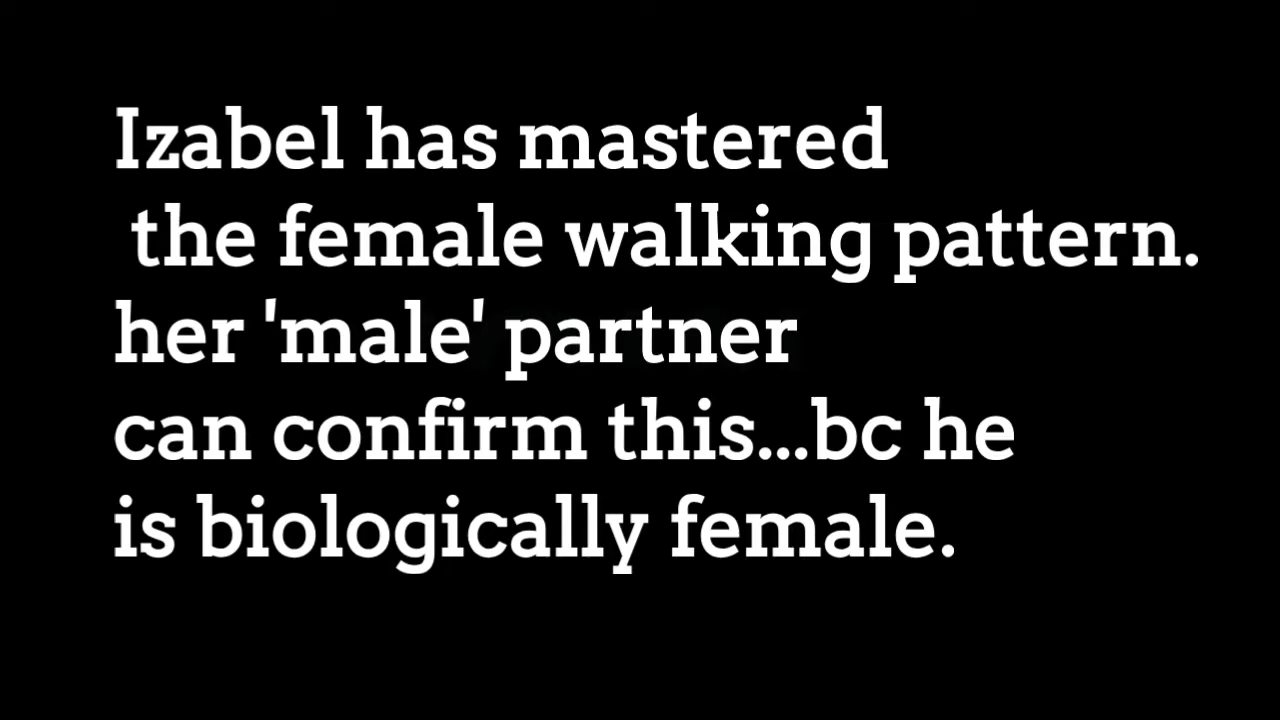 Izabel has mastered
the female walking pattern.
her 'male' partner
can confirm this...bc he
is biologically female.